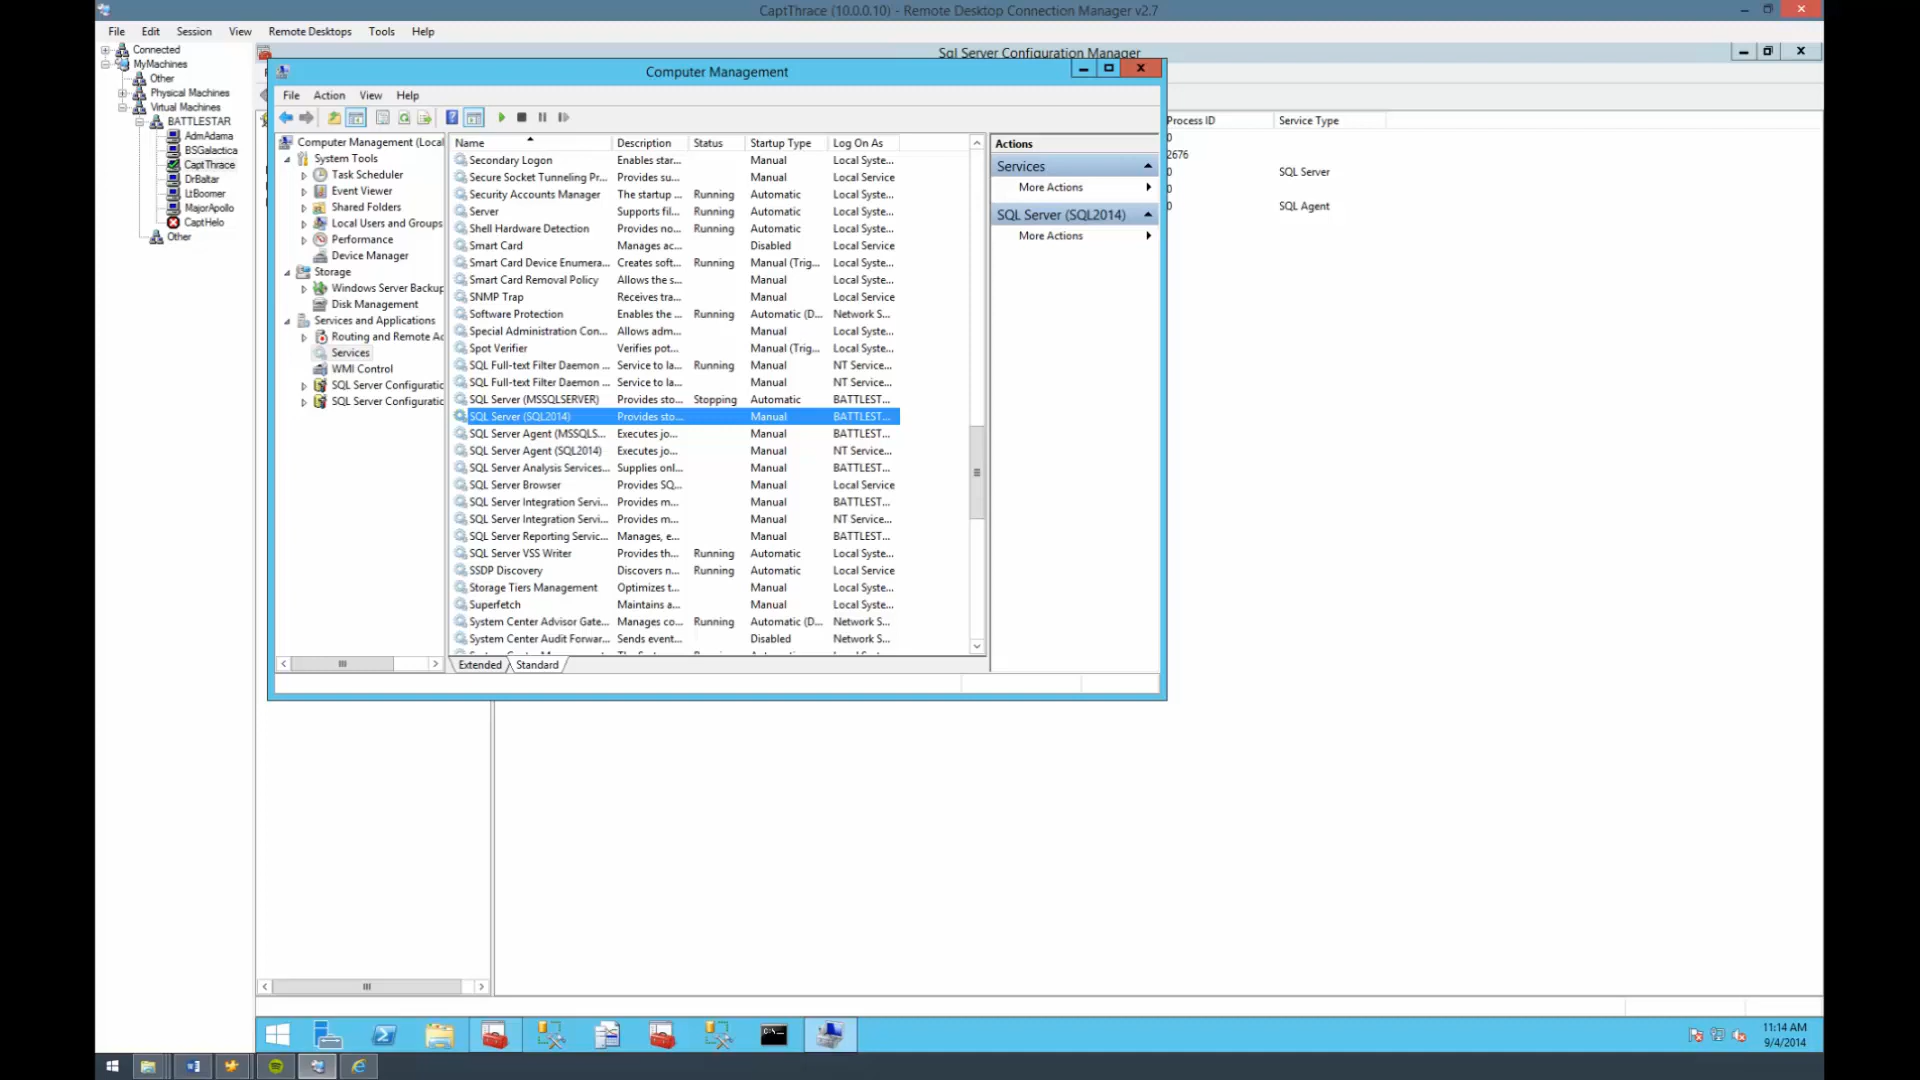 CaptThrace (10.0.0.10) - Remote Desktop Connection Manager v2.7
File Edit Session View Remote Desktops Tools Help
Connected
MyMachines
Other
Physical Machines
Virtual Machines
BATTLESTAR
AdmAdama
BSGalactica
CaptThrace
DrBaltar
LtBoomer
MajorApollo
CaptHelo
Other
Sql Server Configuration Manager
Process ID Service Type
0
2676
0 SQL Server
0
0 SQL Agent
Computer Management
File Action View Help
Computer Management (Local
System Tools
Task Scheduler
Event Viewer
Shared Folders
Local Users and Groups
Performance
Device Manager
Storage
Windows Server Backup
Disk Management
Services and Applications
Routing and Remote Ac
Services
WMI Control
SQL Server Configuratic
SQL Server Configuratic
Name Description Status Startup Type Log On As
Secondary Logon Enables star... Manual Local Syste...
Secure Socket Tunneling Pr... Provides su... Manual Local Service
Security Accounts Manager The startup ... Running Automatic Local Syste...
Server Supports fil... Running Automatic Local Syste...
Shell Hardware Detection Provides no... Running Automatic Local Syste...
Smart Card Manages ac... Disabled Local Service
Smart Card Device Enumera... Creates soft... Running Manual (Trig... Local Syste...
Smart Card Removal Policy Allows the s... Manual Local Syste...
SNMP Trap Receives tra... Manual Local Service
Software Protection Enables the ... Running Automatic (D... Network S...
Special Administration Con... Allows adm... Manual Local Syste...
Spot Verifier Verifies pot... Manual (Trig... Local Syste...
SQL Full-text Filter Daemon ... Service to la... Running Manual NT Service...
SQL Full-text Filter Daemon ... Service to la... Manual NT Service...
SQL Server (MSSQLSERVER) Provides sto... Stopping Automatic BATTLEST...
SQL Server (SQL2014) Provides sto... Manual BATTLEST...
SQL Server Agent (MSSQLS... Executes jo... Manual BATTLEST...
SQL Server Agent (SQL2014) Executes jo... Manual NT Service...
SQL Server Analysis Services... Supplies onl... Manual BATTLEST...
SQL Server Browser Provides SQ... Manual Local Service
SQL Server Integration Servi... Provides m... Manual BATTLEST...
SQL Server Integration Servi... Provides m... Manual NT Service...
SQL Server Reporting Servic... Manages, e... Manual BATTLEST...
SQL Server VSS Writer Provides th... Running Automatic Local Syste...
SSDP Discovery Discovers n... Running Automatic Local Service
Storage Tiers Management Optimizes t... Manual Local Syste...
Superfetch Maintains a... Manual Local Syste...
System Center Advisor Gate... Manages co... Running Automatic (D... Network S...
System Center Audit Forwar... Sends event... Disabled Network S...
Extended Standard
Actions
Services
More Actions
SQL Server (SQL2014)
More Actions
11:14 AM
9/4/2014